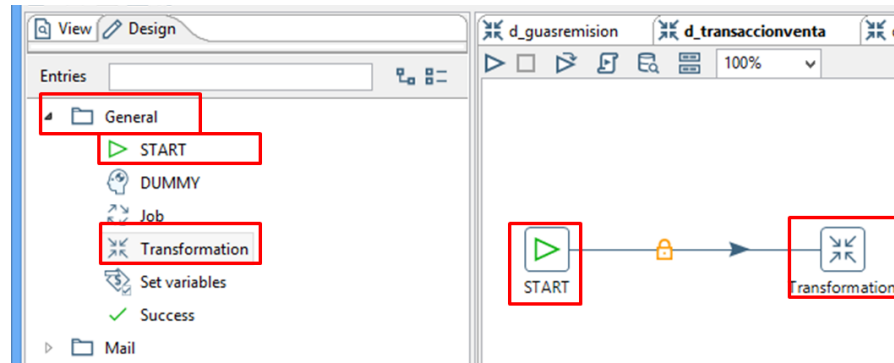 View Design
Entries
General
START
DUMMY
Job
Transformation
Set variables
Success
Mail
d_guasremision d_transaccionventa
100%
START
Transformation